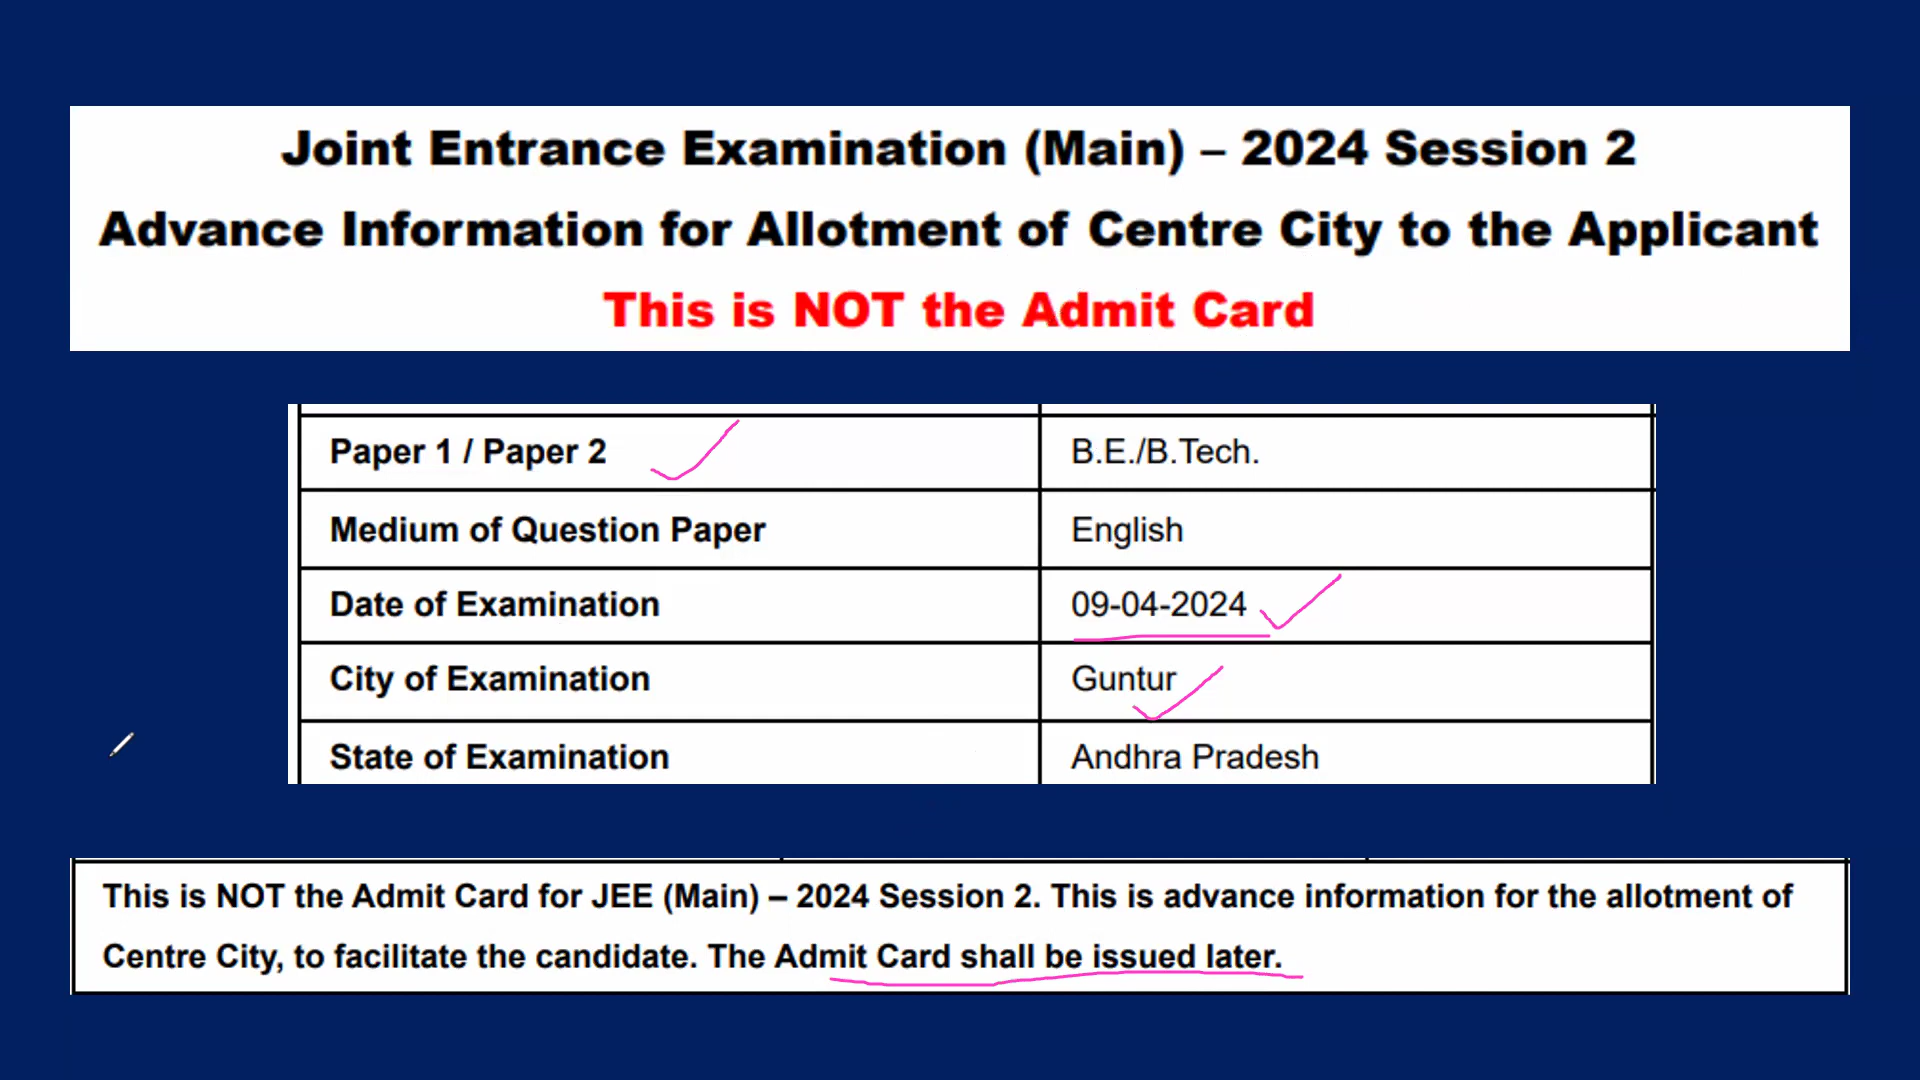 Joint Entrance Examination (Main) – 2024 Session 2
Advance Information for Allotment of Centre City to the Applicant
This is NOT the Admit Card
Paper 1 / Paper 2 B.E./B.Tech.
Medium of Question Paper English
Date of Examination 09-04-2024
City of Examination Guntur
State of Examination Andhra Pradesh
This is NOT the Admit Card for JEE (Main) – 2024 Session 2. This is advance information for the allotment of
Centre City, to facilitate the candidate. The Admit Card shall be issued later.